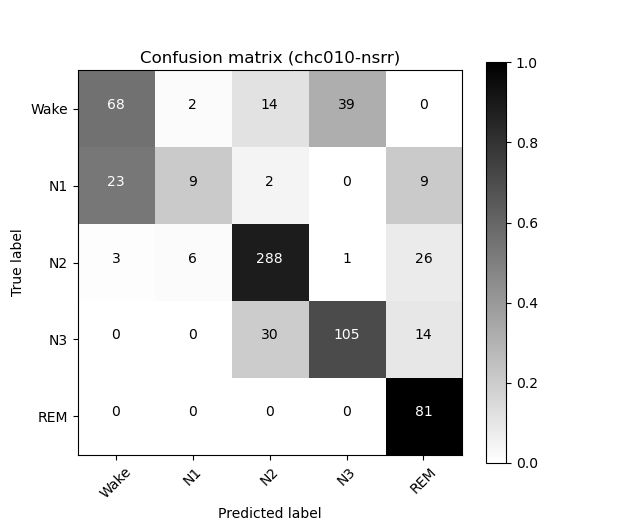 Confusion matrix (chc010-nsrr)
Wake 68 2 14 39 0
N1 23 9 2 0 9
N2 3 6 288 1 26
N3 0 0 30 105 14
REM 0 0 0 0 81
Wake N1 N2 N3 REM
Predicted label
True label
1.0
0.8
0.6
0.4
0.2
0.0